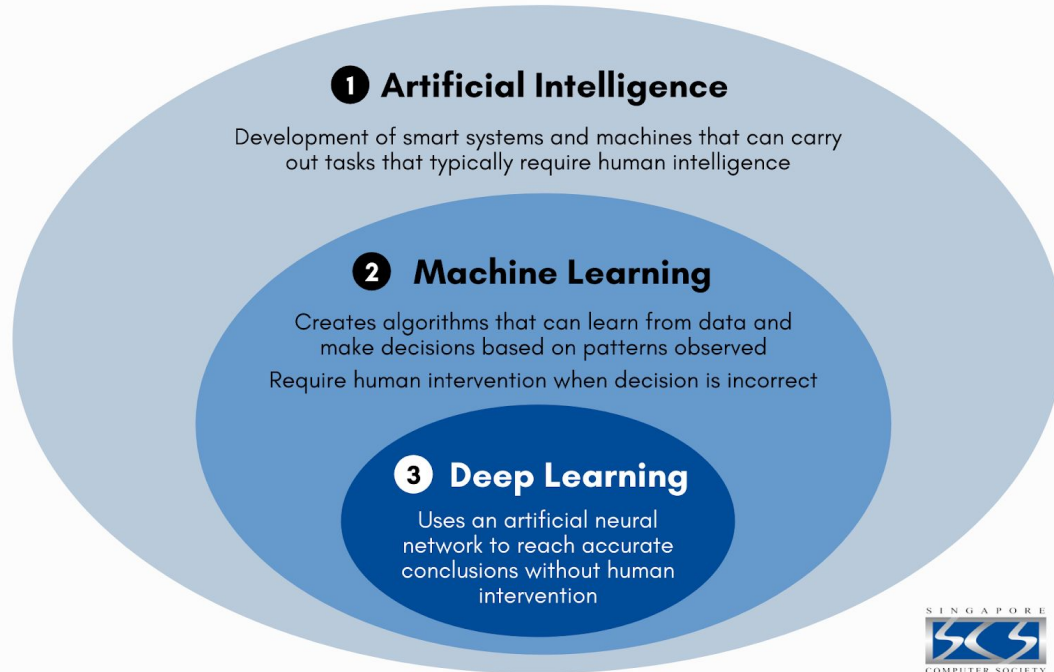 1 Artificial Intelligence
Development of smart systems and machines that can carry
out tasks that typically require human intelligence
2 Machine Learning
Creates algorithms that can learn from data and
make decisions based on patterns observed
Require human intervention when decision is incorrect
3 Deep Learning
Uses an artificial neural
network to reach accurate
conclusions without human
intervention
SINGAPORE
SCS
COMPUTER SOCIETY